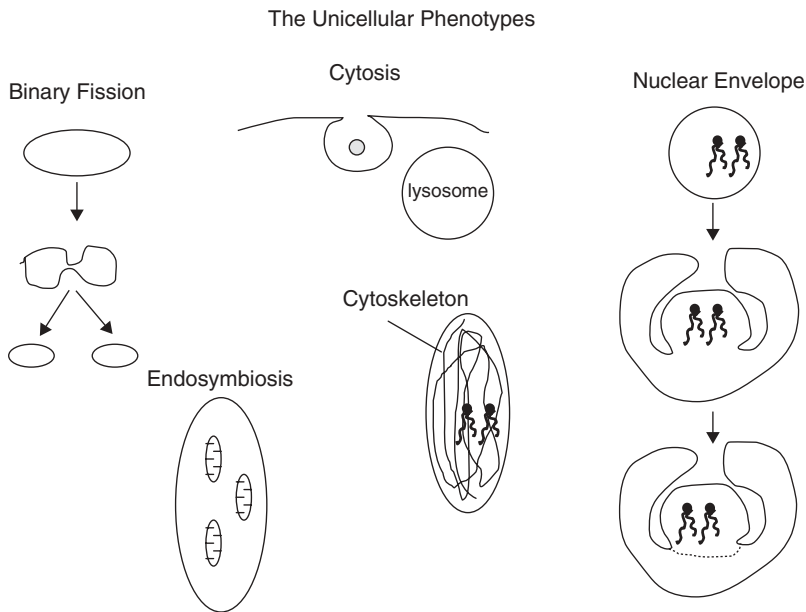 The Unicellular Phenotypes
Binary Fission
Cytosis
Nuclear Envelope
lysosome
Cytoskeleton
Endosymbiosis